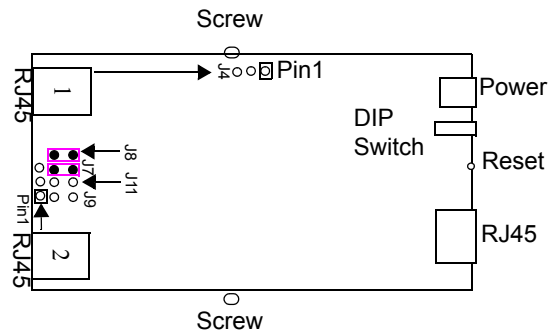 Screw
RJ45
1
J4
Pin1
Power
DIP
Switch
J8
J7
J11
Reset
J9
Pin1
RJ45
2
RJ45
Screw